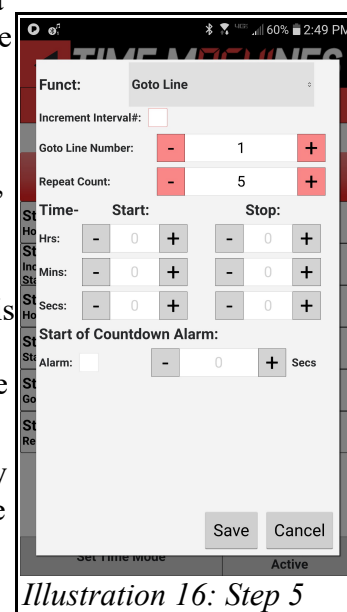 60% 2:49 PM
TIME MACHINES
Funct: Goto Line
Increment Interval#:
Goto Line Number: - 1 +
Repeat Count: - 5 +
Time- Start: Stop:
Hrs: - 0 + - 0 +
Mins: - 0 + - 0 +
Secs: - 0 + - 0 +
Start of Countdown Alarm:
Alarm: - 0 + Secs
Save Cancel
Set Time Mode Active
Illustration 16: Step 5